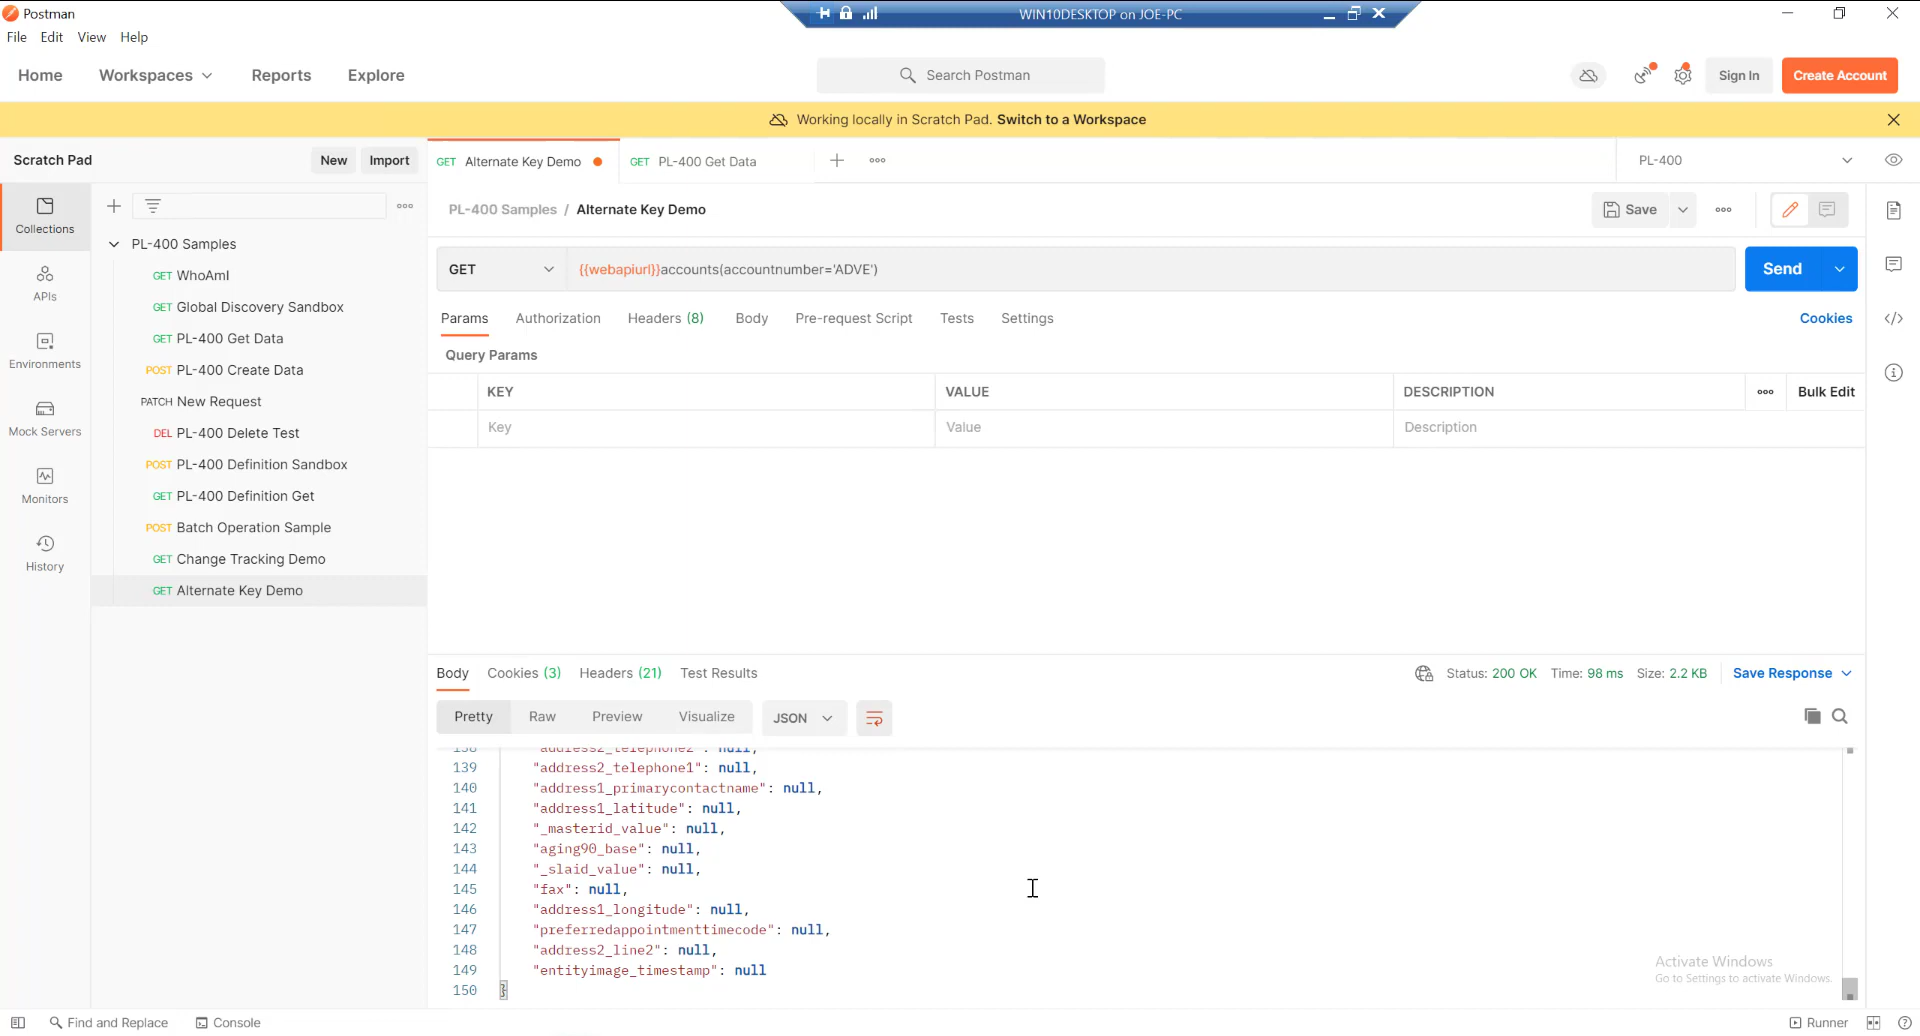 Postman
WIN10DESKTOP on JOE-PC
File Edit View Help
Home Workspaces Reports Explore
Search Postman
Sign In
Create Account
Working locally in Scratch Pad. Switch to a Workspace
Scratch Pad
New
Import
GET Alternate Key Demo
GET PL-400 Get Data
PL-400
Collections
APIs
Environments
Mock Servers
Monitors
History
PL-400 Samples
GET WhoAmI
GET Global Discovery Sandbox
GET PL-400 Get Data
POST PL-400 Create Data
PATCH New Request
DEL PL-400 Delete Test
POST PL-400 Definition Sandbox
GET PL-400 Definition Get
POST Batch Operation Sample
GET Change Tracking Demo
GET Alternate Key Demo
PL-400 Samples / Alternate Key Demo
Save
GET
{{webapiurl}}accounts(accountnumber='ADVE')
Send
Params Authorization Headers (8) Body Pre-request Script Tests Settings
Cookies
Query Params
KEY VALUE DESCRIPTION
Bulk Edit
Key Value Description
Body Cookies (3) Headers (21) Test Results
Status: 200 OK Time: 98 ms Size: 2.2 KB
Save Response
Pretty Raw Preview Visualize JSON
138 "address2_telephone2": null,
139 "address2_telephone1": null,
140 "address1_primarycontactname": null,
141 "address1_latitude": null,
142 "_masterid_value": null,
143 "aging90_base": null,
144 "_slaid_value": null,
145 "fax": null,
146 "address1_longitude": null,
147 "preferredappointmenttimecode": null,
148 "address2_line2": null,
149 "entityimage_timestamp": null
150 }
Activate Windows
Go to Settings to activate Windows.
Find and Replace
Console
Runner